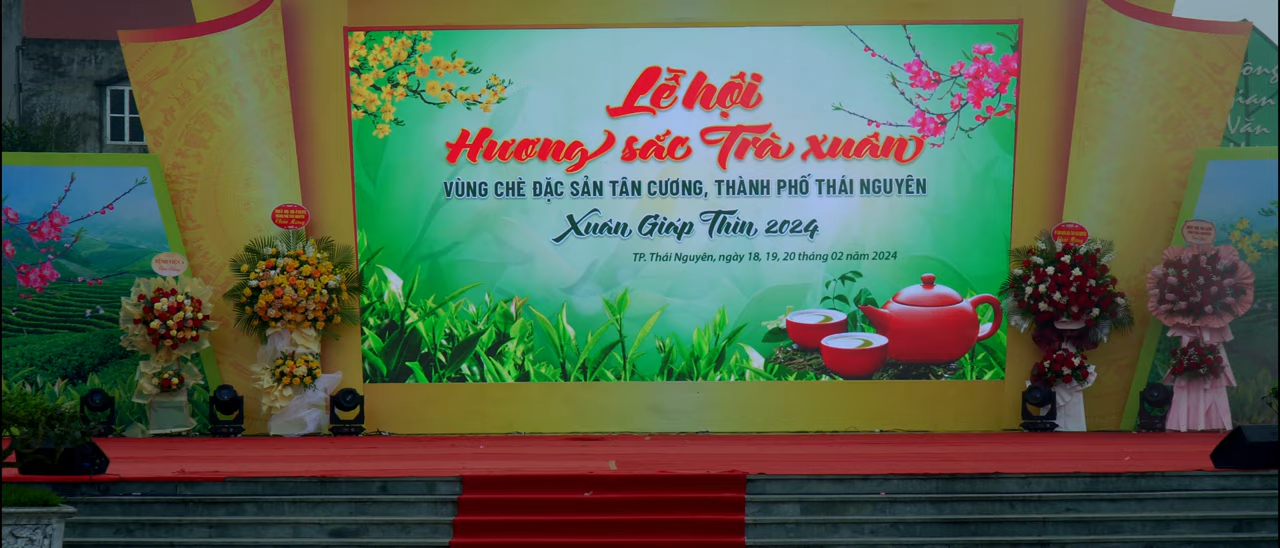 Lễ hội
Hương sắc Trà xuân
VÙNG CHÈ ĐẶC SẢN TÂN CƯƠNG, THÀNH PHỐ THÁI NGUYÊN
Xuân Giáp Thìn 2024
TP. Thái Nguyên, ngày 18, 19, 20 tháng 02 năm 2024
Văn